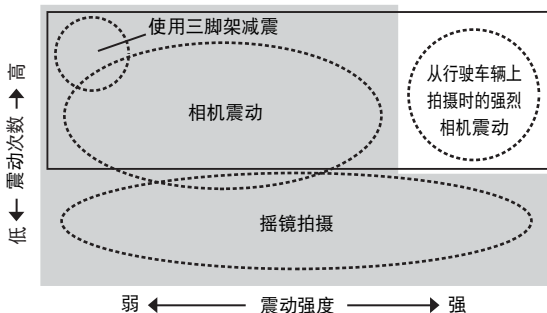 使用三脚架减震
从行驶车辆上
拍摄时的强烈
相机震动
相机震动
摇镜拍摄
低 震动次数 高
弱 震动强度 强